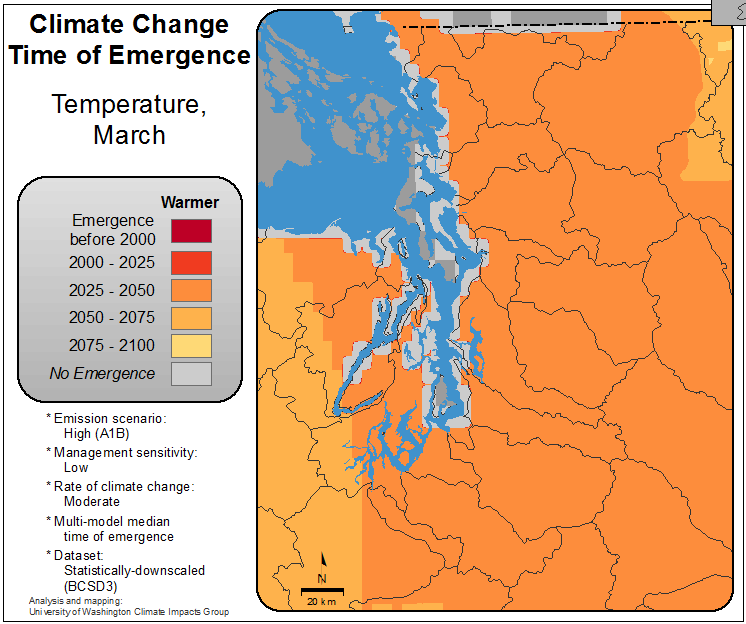 Climate Change
Time of Emergence
Temperature,
March
Warmer
Emergence
before 2000
2000 - 2025
2025 - 2050
2050 - 2075
2075 - 2100
No Emergence
* Emission scenario:
High (A1B)
* Management sensitivity:
Low
* Rate of climate change:
Moderate
* Multi-model median
time of emergence
* Dataset:
Statistically-downscaled
(BCSD3)
Analysis and mapping:
University of Washington Climate Impacts Group
N
20 km